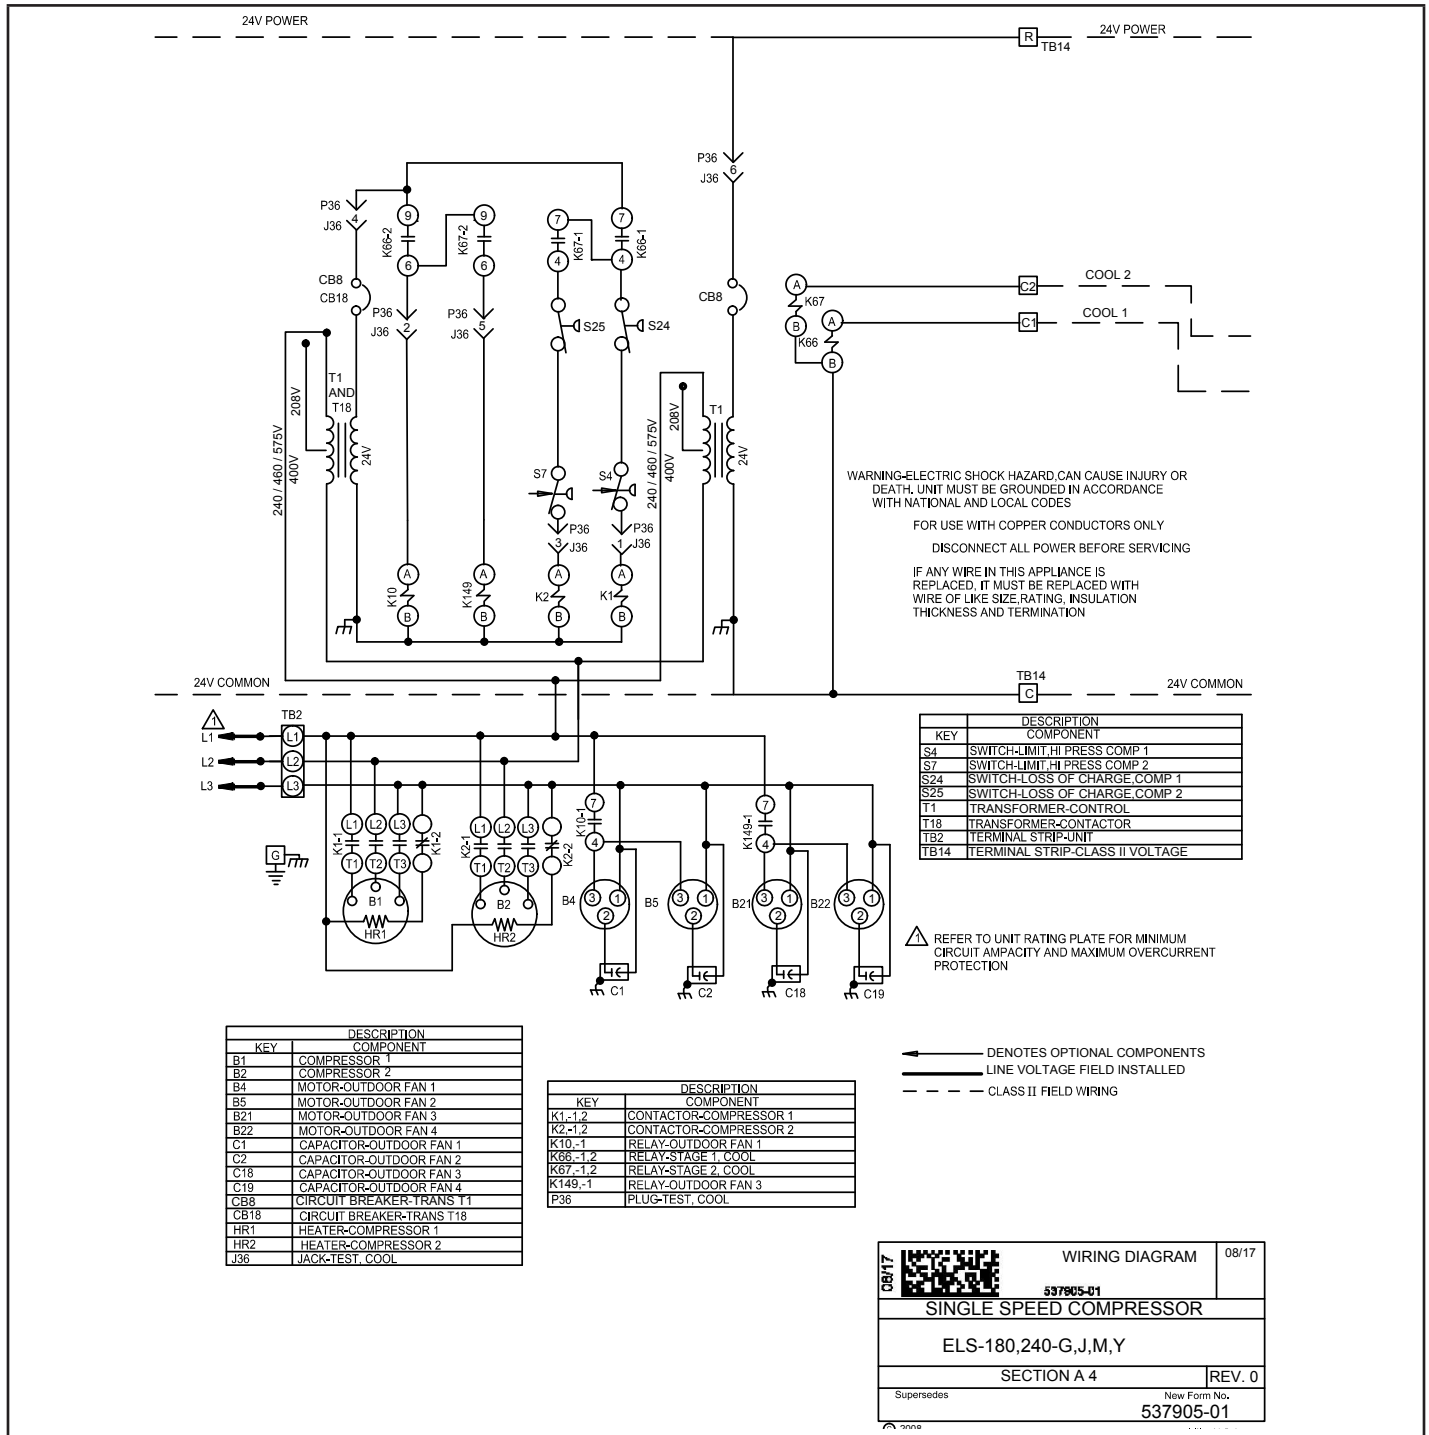 24V POWER
24V POWER
R
TB14
P36
6
J36
P36
4
J36
9
9
7
7
K66-2
K67-2
K67-1
K66-1
6
6
4
4
CB8
CB18
CB8
P36
2
J36
P36
5
J36
S25
S24
A
K67
B
A
K66
B
C2
COOL 2
C1
COOL 1
T1
AND
T18
208V
240 / 460 / 575V
400V
24V
T1
208V
240 / 460 / 575V
400V
24V
S7
S4
P36
3
J36
P36
1
J36
A
A
A
A
K10
K149
K2
K1
B
B
B
B
WARNING-ELECTRIC SHOCK HAZARD,CAN CAUSE INJURY OR
DEATH. UNIT MUST BE GROUNDED IN ACCORDANCE
WITH NATIONAL AND LOCAL CODES
FOR USE WITH COPPER CONDUCTORS ONLY
DISCONNECT ALL POWER BEFORE SERVICING
IF ANY WIRE IN THIS APPLIANCE IS
REPLACED, IT MUST BE REPLACED WITH
WIRE OF LIKE SIZE,RATING, INSULATION
THICKNESS AND TERMINATION
24V COMMON
TB14
C
24V COMMON
1
TB2
L1
L1
L2
L2
L3
L3
G
L1 L2 L3
K1-1
K1-2
T1 T2 T3
B1
HR1
L1 L2 L3
K2-1
K2-2
T1 T2 T3
B2
HR2
7
K10-1
4
7
K149-1
4
B4
3 1
2
C1
B5
3 1
2
C2
B21
3 1
2
C18
B22
3 1
2
C19
DESCRIPTION
KEY COMPONENT
S4 SWITCH-LIMIT,HI PRESS COMP 1
S7 SWITCH-LIMIT,HI PRESS COMP 2
S24 SWITCH-LOSS OF CHARGE,COMP 1
S25 SWITCH-LOSS OF CHARGE,COMP 2
T1 TRANSFORMER-CONTROL
T18 TRANSFORMER-CONTACTOR
TB2 TERMINAL STRIP-UNIT
TB14 TERMINAL STRIP-CLASS II VOLTAGE
1 REFER TO UNIT RATING PLATE FOR MINIMUM
CIRCUIT AMPACITY AND MAXIMUM OVERCURRENT
PROTECTION
DENOTES OPTIONAL COMPONENTS
LINE VOLTAGE FIELD INSTALLED
CLASS II FIELD WIRING
DESCRIPTION
KEY COMPONENT
B1 COMPRESSOR 1
B2 COMPRESSOR 2
B4 MOTOR-OUTDOOR FAN 1
B5 MOTOR-OUTDOOR FAN 2
B21 MOTOR-OUTDOOR FAN 3
B22 MOTOR-OUTDOOR FAN 4
C1 CAPACITOR-OUTDOOR FAN 1
C2 CAPACITOR-OUTDOOR FAN 2
C18 CAPACITOR-OUTDOOR FAN 3
C19 CAPACITOR-OUTDOOR FAN 4
CB8 CIRCUIT BREAKER-TRANS T1
CB18 CIRCUIT BREAKER-TRANS T18
HR1 HEATER-COMPRESSOR 1
HR2 HEATER-COMPRESSOR 2
J36 JACK-TEST, COOL
DESCRIPTION
KEY COMPONENT
K1,-1,2 CONTACTOR-COMPRESSOR 1
K2,-1,2 CONTACTOR-COMPRESSOR 2
K10,-1 RELAY-OUTDOOR FAN 1
K66,-1,2 RELAY-STAGE 1, COOL
K67,-1,2 RELAY-STAGE 2, COOL
K149,-1 RELAY-OUTDOOR FAN 3
P36 PLUG-TEST, COOL
08/17
WIRING DIAGRAM
08/17
537905-01
SINGLE SPEED COMPRESSOR
ELS-180,240-G,J,M,Y
SECTION A 4
REV. 0
Supersedes
New Form No.
537905-01
© 2008